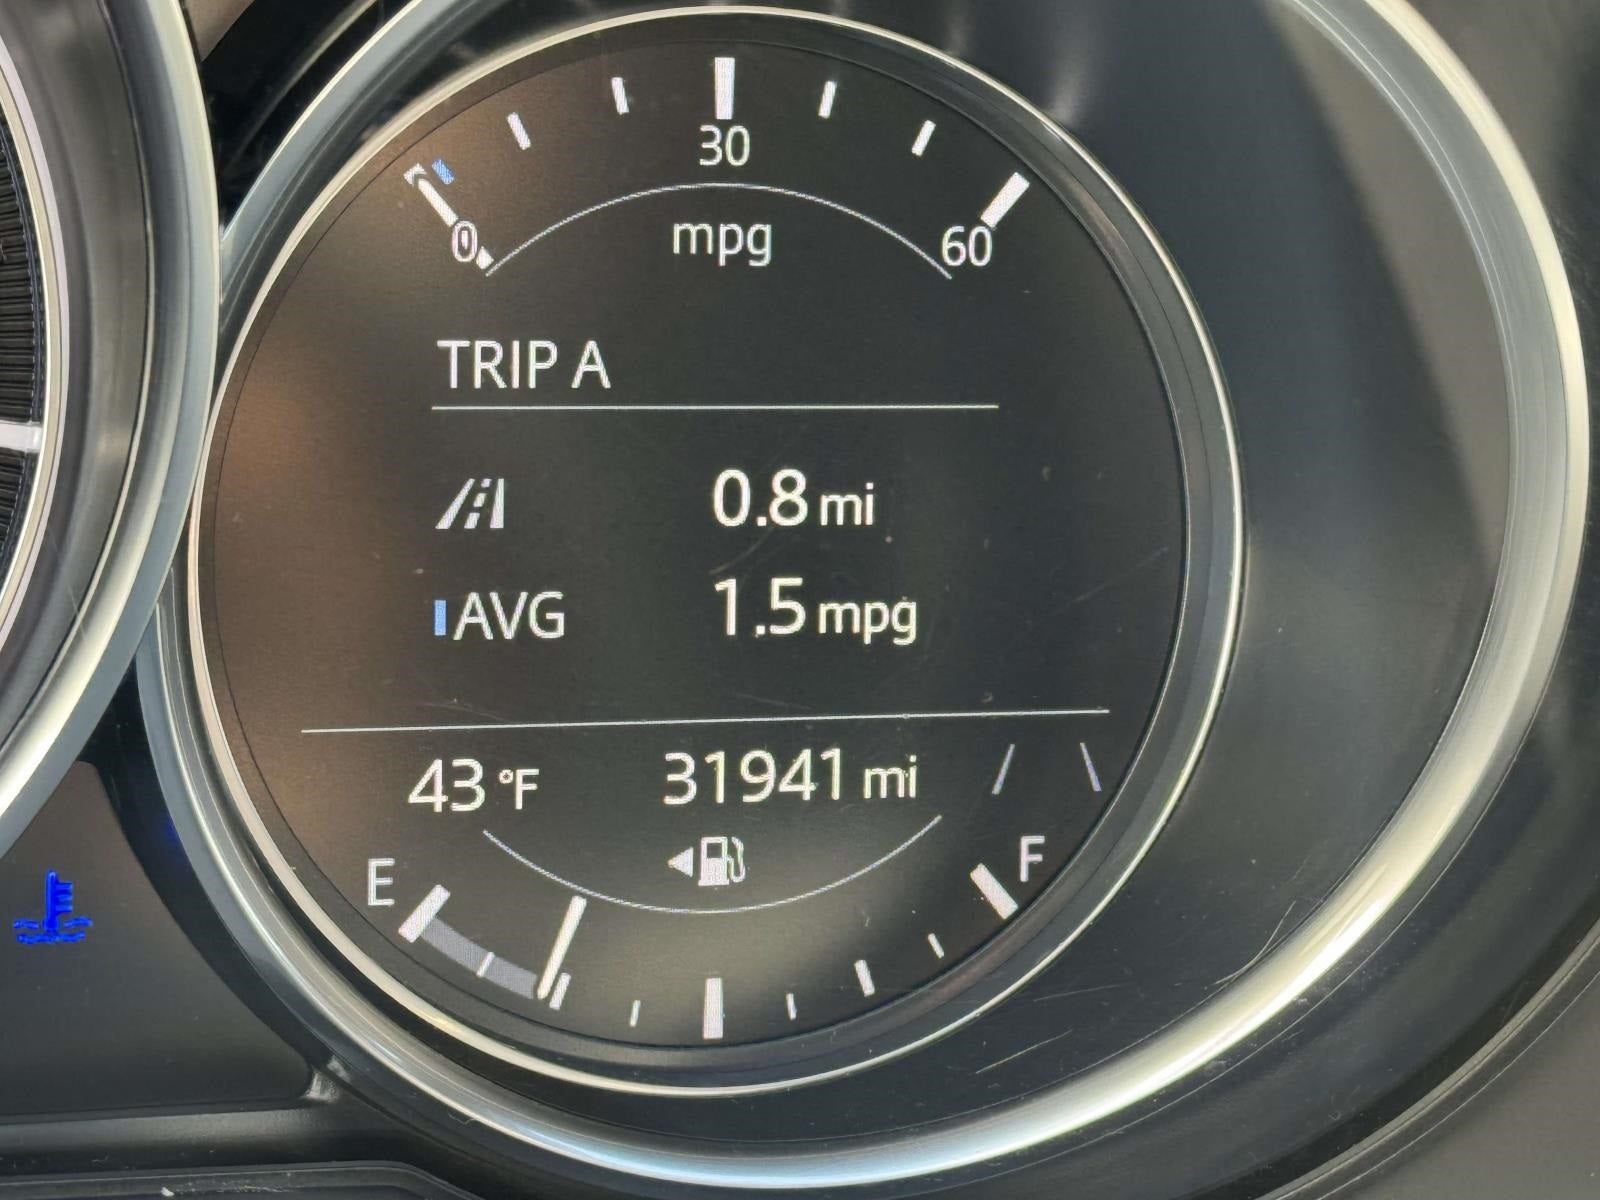 30
0 60
mpg
TRIP A
0.8 mi
AVG 1.5 mpg
43 °F 31941 mi
E F